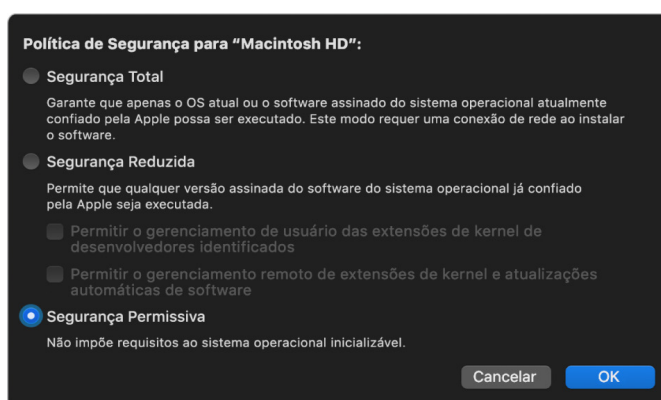 Política de Segurança para “Macintosh HD”:
Segurança Total
Garante que apenas o OS atual ou o software assinado do sistema operacional atualmente
confiado pela Apple possa ser executado. Este modo requer uma conexão de rede ao instalar
o software.
Segurança Reduzida
Permite que qualquer versão assinada do software do sistema operacional já confiado
pela Apple seja executada.
Permitir o gerenciamento de usuário das extensões de kernel de
desenvolvedores identificados
Permitir o gerenciamento remoto de extensões de kernel e atualizações
automáticas de software
Segurança Permissiva
Não impõe requisitos ao sistema operacional inicializável.
Cancelar OK